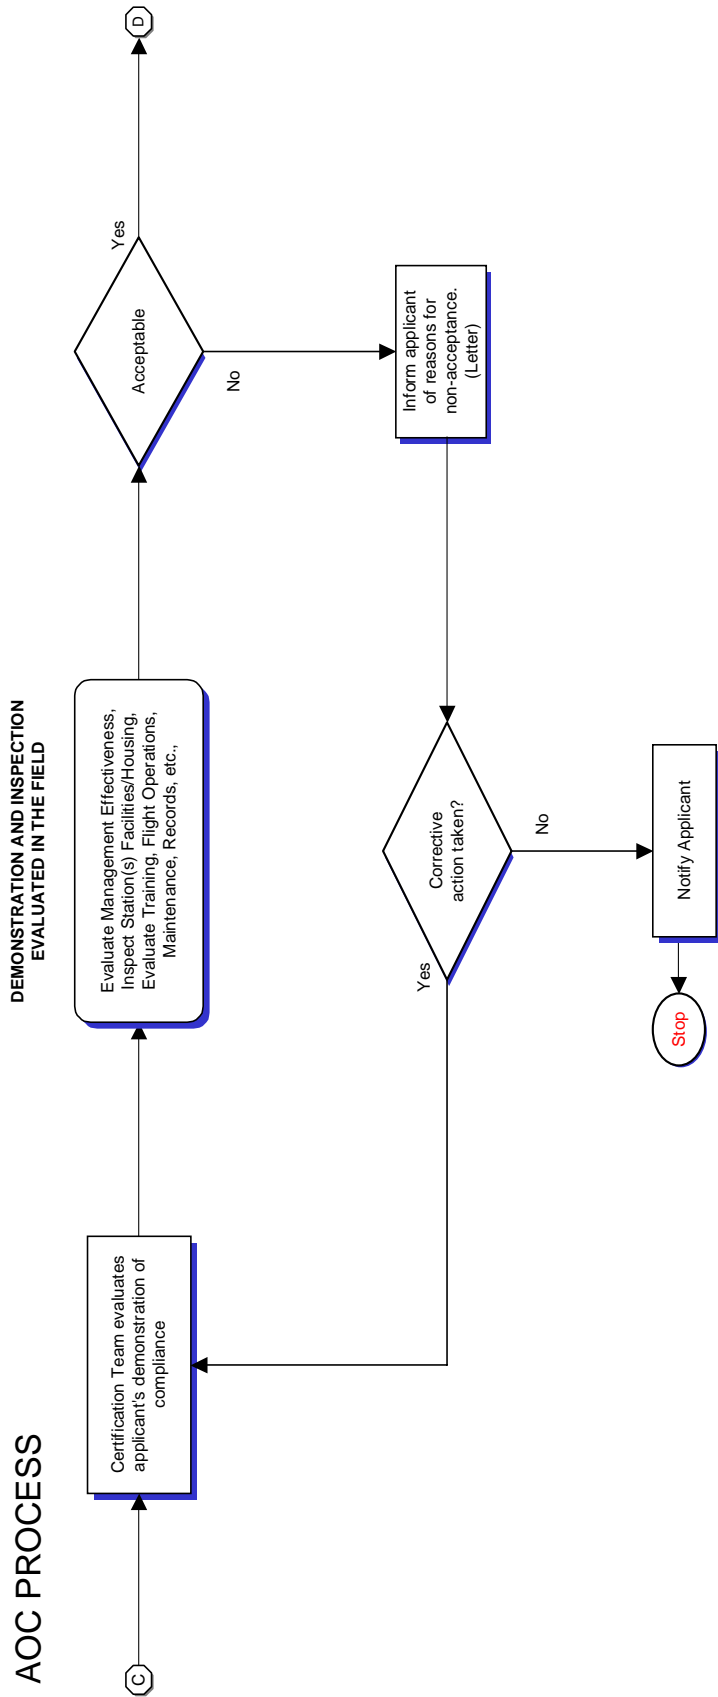 AOC PROCESS
DEMONSTRATION AND INSPECTION
EVALUATED IN THE FIELD
C
Certification Team evaluates
applicant's demonstration of
compliance
Evaluate Management Effectiveness,
Inspect Station(s) Facilities/Housing,
Evaluate Training, Flight Operations,
Maintenance, Records, etc.,
Acceptable
Yes
D
No
Inform applicant
of reasons for
non-acceptance.
(Letter)
Corrective
action taken?
Yes
No
Notify Applicant
Stop